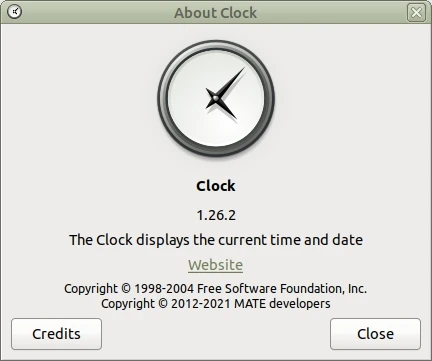 About Clock
Clock
1.26.2
The Clock displays the current time and date
Website
Copyright © 1998-2004 Free Software Foundation, Inc.
Copyright © 2012-2021 MATE developers
Credits
Close